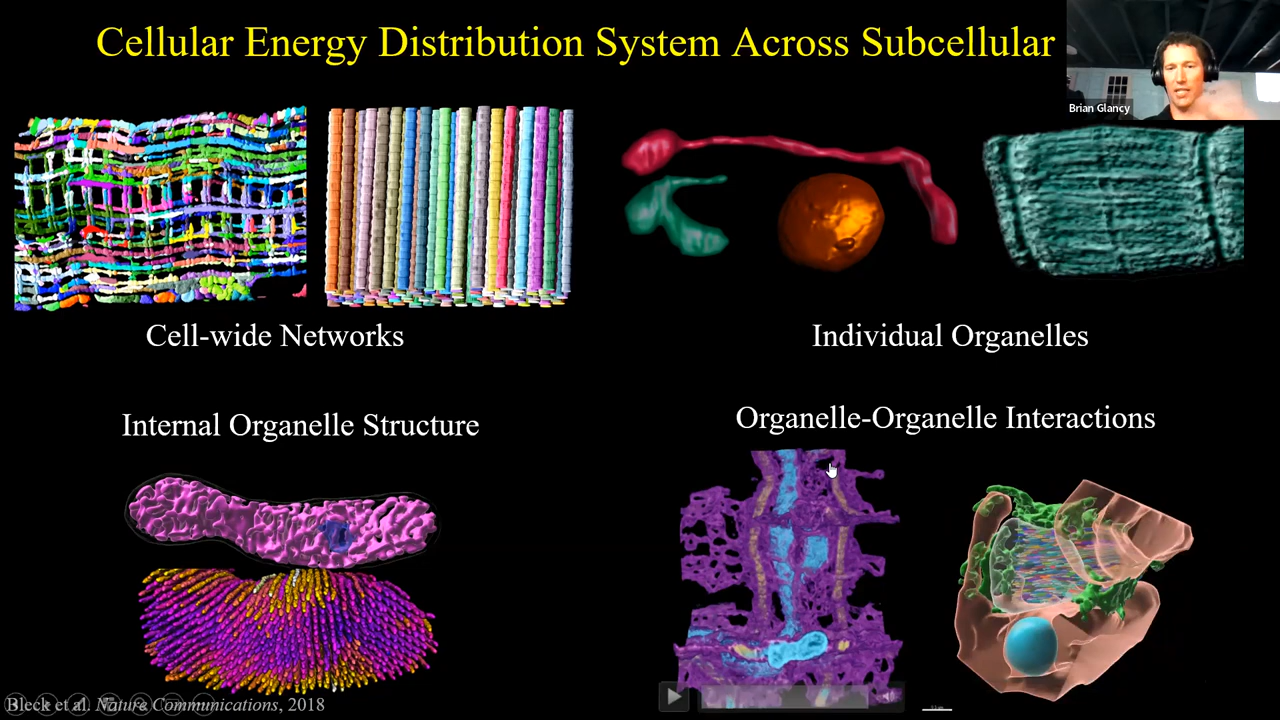 Cellular Energy Distribution System Across Subcellular
Brian Glancy
Cell-wide Networks
Individual Organelles
Internal Organelle Structure
Organelle-Organelle Interactions
Bleck et al. Nature Communications, 2018